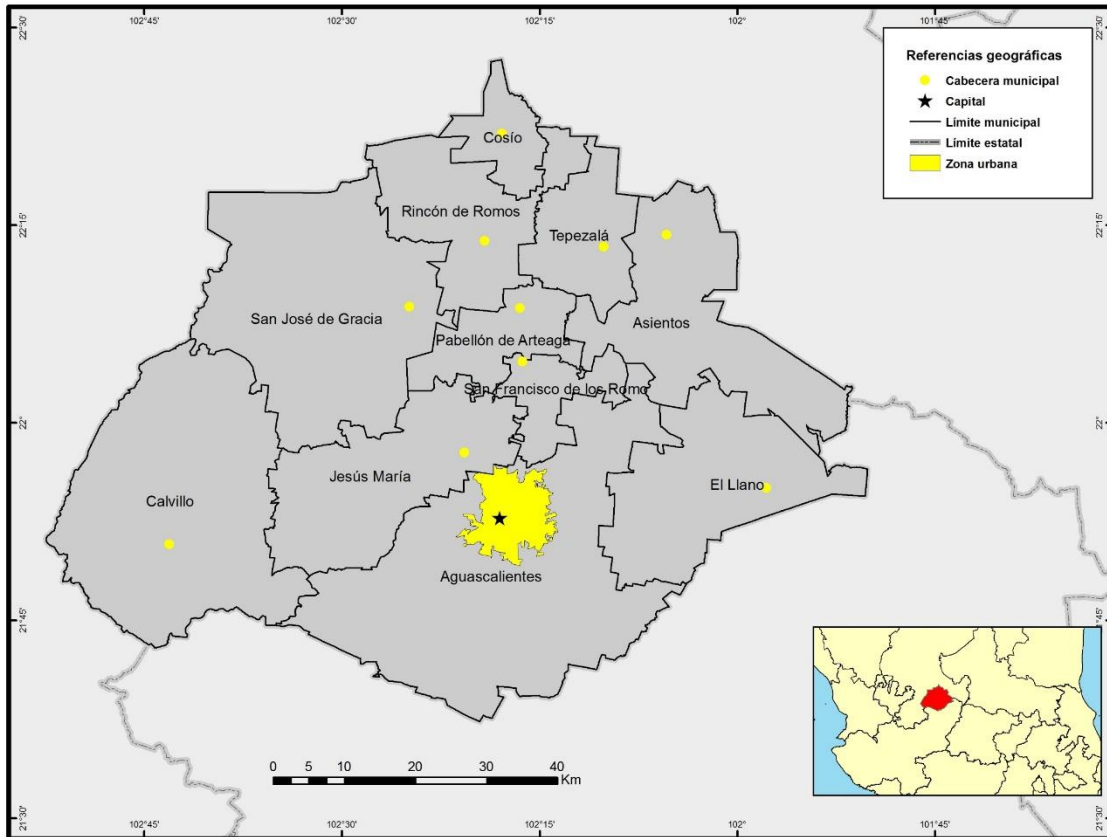 102°45'
102°30'
102°15'
102°
101°45'
22°30'
22°30'
Referencias geográficas
Cabecera municipal
Capital
Límite municipal
Límite estatal
Zona urbana
Cosío
22°15'
Rincón de Romos
Tepezalá
22°15'
San José de Gracia
Asientos
Pabellón de Arteaga
San Francisco de los Romo
22°
22°
Jesús María
El Llano
Calvillo
Aguascalientes
21°45'
21°45'
0 5 10 20 30 40
Km
21°30'
21°30'
102°45'
102°30'
102°15'
102°
101°45'